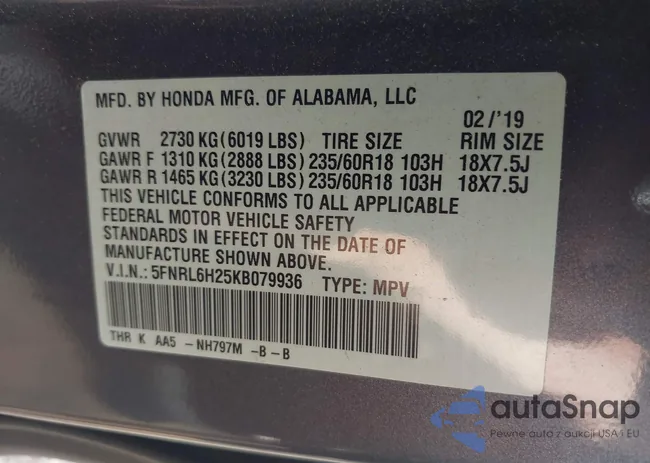 MFD. BY HONDA MFG. OF ALABAMA, LLC
02/'19
GVWR 2730 KG (6019 LBS) TIRE SIZE RIM SIZE
GAWR F 1310 KG (2888 LBS) 235/60R18 103H 18X7.5J
GAWR R 1465 KG (3230 LBS) 235/60R18 103H 18X7.5J
THIS VEHICLE CONFORMS TO ALL APPLICABLE
FEDERAL MOTOR VEHICLE SAFETY
STANDARDS IN EFFECT ON THE DATE OF
MANUFACTURE SHOWN ABOVE.
V.I.N.: 5FNRL6H25KB079936 TYPE: MPV
THR K AA5 -NH797M -B-B
autaSnap
Pewne auto z aukcji USA i EU